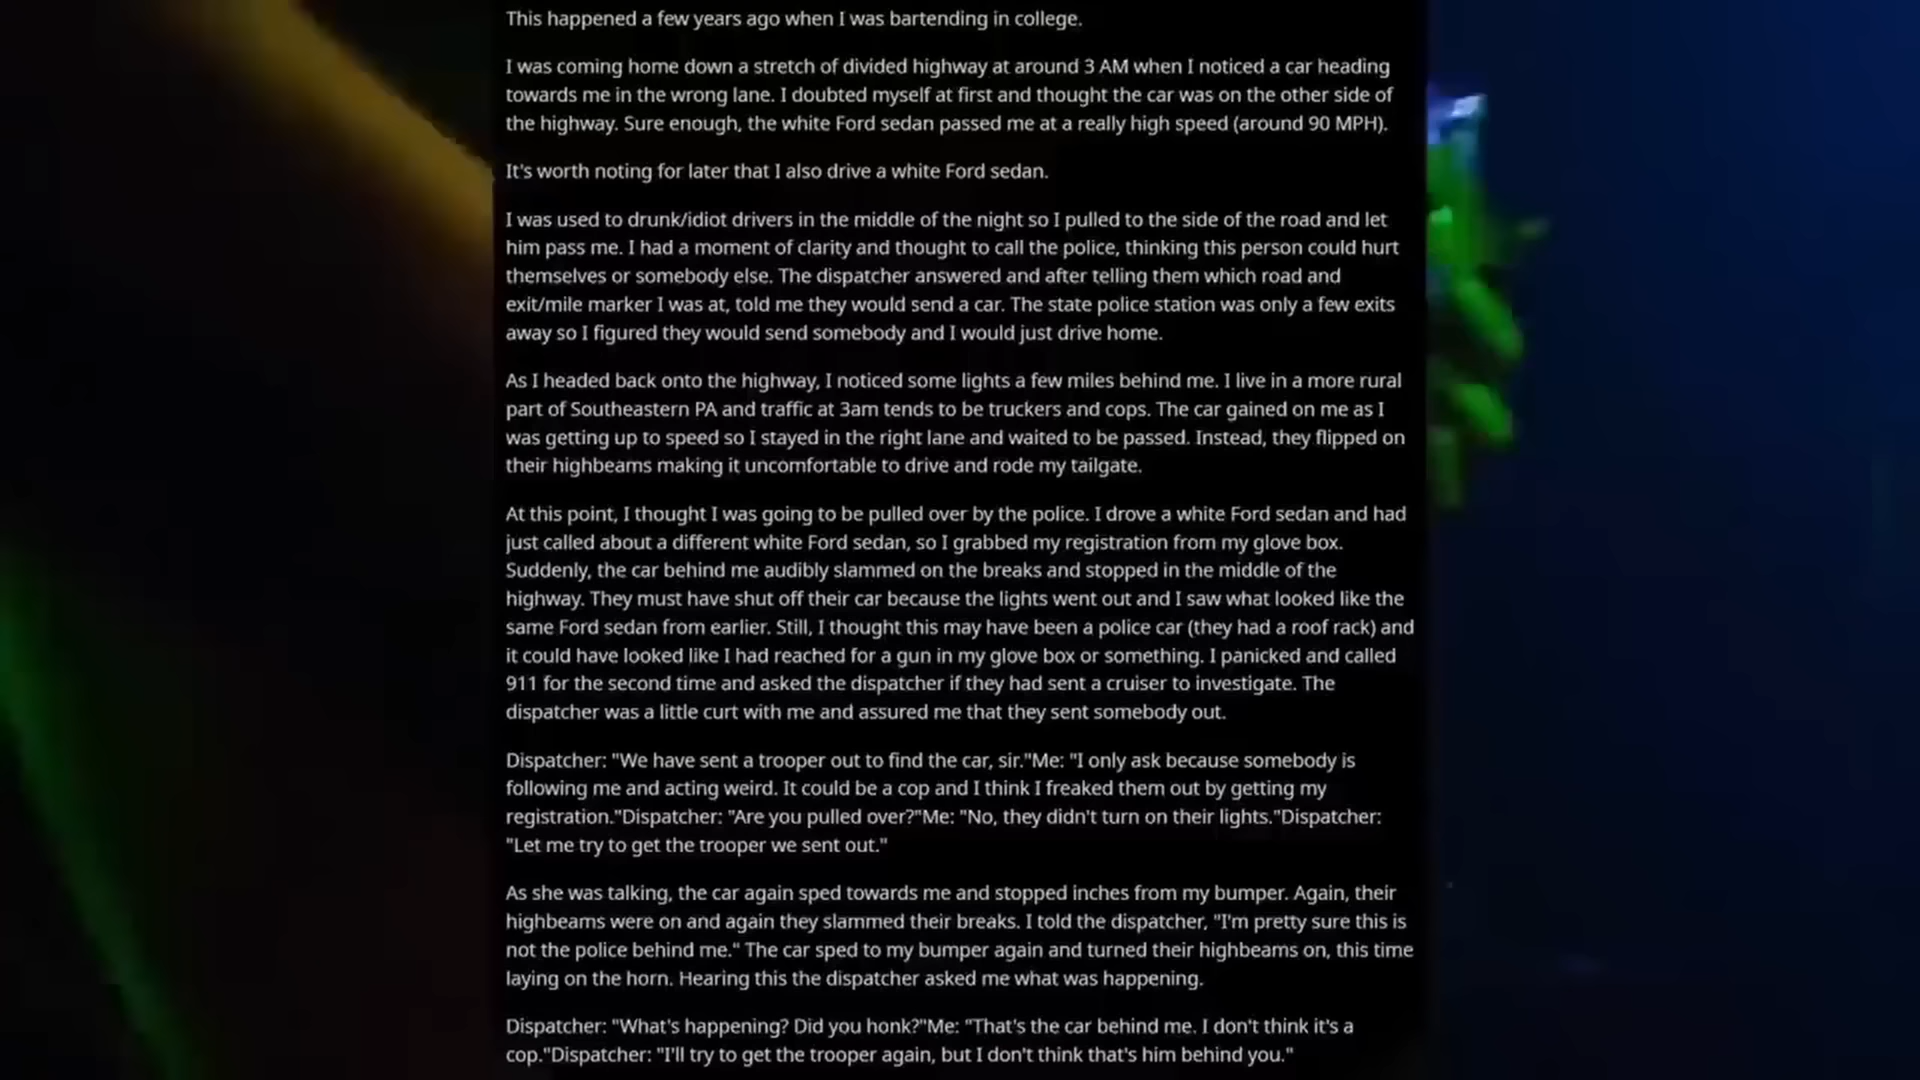 This happened a few years ago when I was bartending in college.
I was coming home down a stretch of divided highway at around 3 AM when I noticed a car heading
towards me in the wrong lane. I doubted myself at first and thought the car was on the other side of
the highway. Sure enough, the white Ford sedan passed me at a really high speed (around 90 MPH).
It's worth noting for later that I also drive a white Ford sedan.
I was used to drunk/idiot drivers in the middle of the night so I pulled to the side of the road and let
him pass me. I had a moment of clarity and thought to call the police, thinking this person could hurt
themselves or somebody else. The dispatcher answered and after telling them which road and
exit/mile marker I was at, told me they would send a car. The state police station was only a few exits
away so I figured they would send somebody and I would just drive home.
As I headed back onto the highway, I noticed some lights a few miles behind me. I live in a more rural
part of Southeastern PA and traffic at 3am tends to be truckers and cops. The car gained on me as I
was getting up to speed so I stayed in the right lane and waited to be passed. Instead, they flipped on
their highbeams making it uncomfortable to drive and rode my tailgate.
At this point, I thought I was going to be pulled over by the police. I drove a white Ford sedan and had
just called about a different white Ford sedan, so I grabbed my registration from my glove box.
Suddenly, the car behind me audibly slammed on the breaks and stopped in the middle of the
highway. They must have shut off their car because the lights went out and I saw what looked like the
same Ford sedan from earlier. Still, I thought this may have been a police car (they had a roof rack) and
it could have looked like I had reached for a gun in my glove box or something. I panicked and called
911 for the second time and asked the dispatcher if they had sent a cruiser to investigate. The
dispatcher was a little curt with me and assured me that they sent somebody out.
Dispatcher: "We have sent a trooper out to find the car, sir."Me: "I only ask because somebody is
following me and acting weird. It could be a cop and I think I freaked them out by getting my
registration."Dispatcher: "Are you pulled over?"Me: "No, they didn't turn on their lights."Dispatcher:
"Let me try to get the trooper we sent out."
As she was talking, the car again sped towards me and stopped inches from my bumper. Again, their
highbeams were on and again they slammed their breaks. I told the dispatcher, "I'm pretty sure this is
not the police behind me." The car sped to my bumper again and turned their highbeams on, this time
laying on the horn. Hearing this the dispatcher asked me what was happening.
Dispatcher: "What's happening? Did you honk?"Me: "That's the car behind me. I don't think it's a
cop."Dispatcher: "I'll try to get the trooper again, but I don't think that's him behind you."